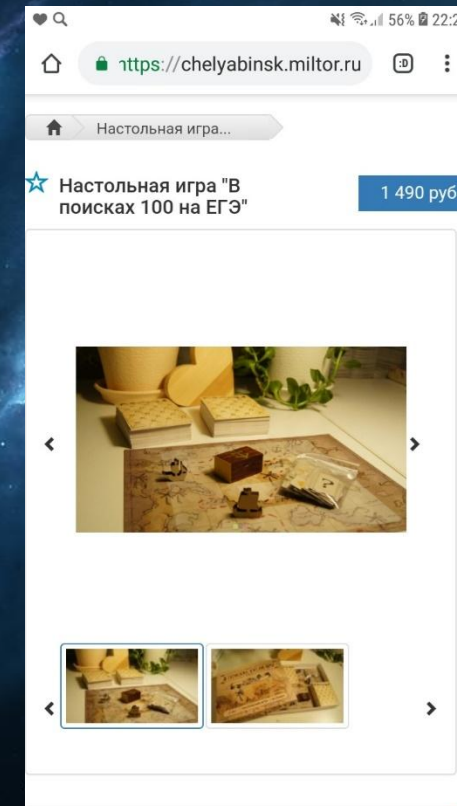 56% 22:2
https://chelyabinsk.miltor.ru :D
Настольная игра...
Настольная игра "В
поисках 100 на ЕГЭ"
1 490 руб